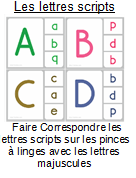 Les lettres scripts
A a b q
B p d b
C c a e
D b d p
Faire Correspondre les
ettres scripts sur les pinces
à linges avec les lettres
majuscules